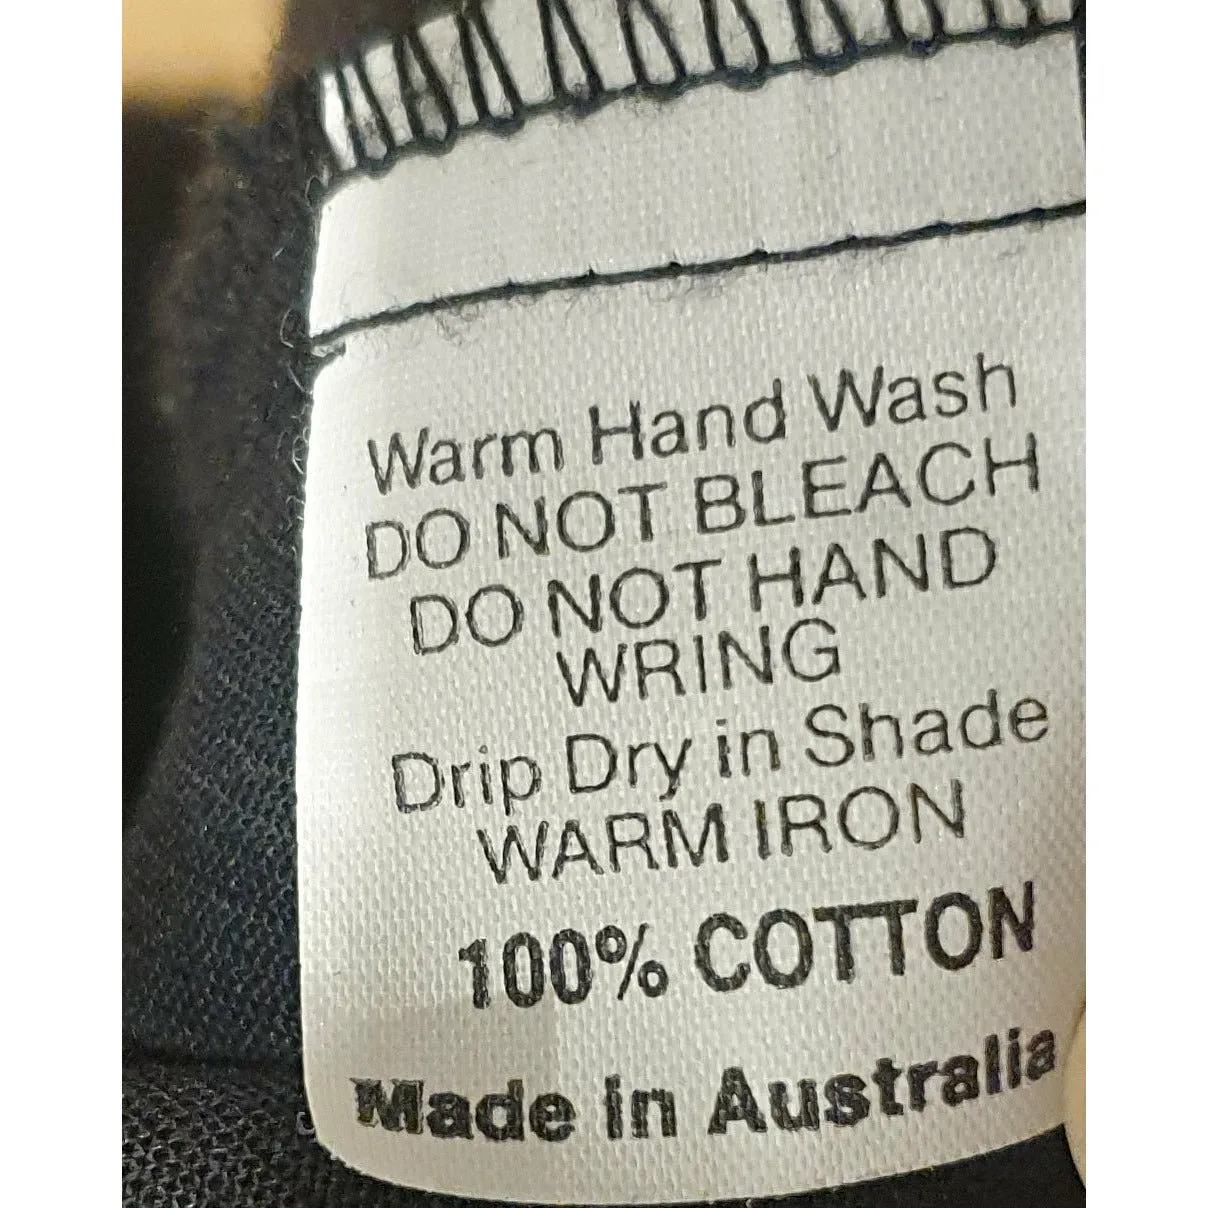 Warm Hand Wash
DO NOT BLEACH
DO NOT HAND
WRING
Drip Dry in Shade
WARM IRON
100% COTTON
Made in Australia